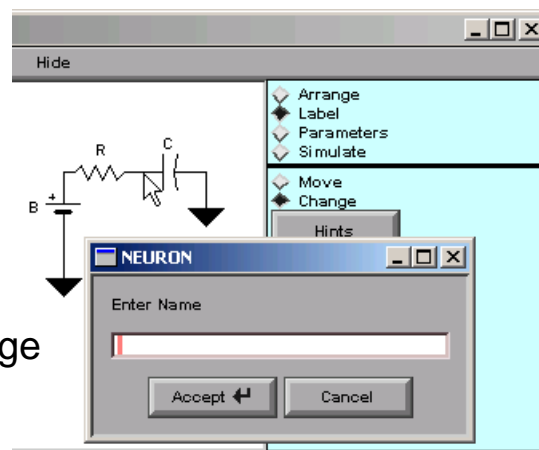 Hide
Arrange
Label
Parameters
Simulate
R
C
B
+
Move
Change
Hints
NEURON
Enter Name
ge
Accept
Cancel